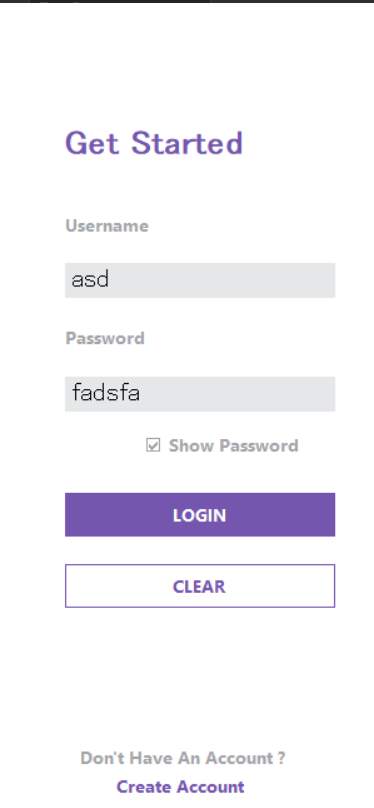 Get Started
Username
asd
Password
fadsfa
Show Password
LOGIN
CLEAR
Don't Have An Account ?
Create Account